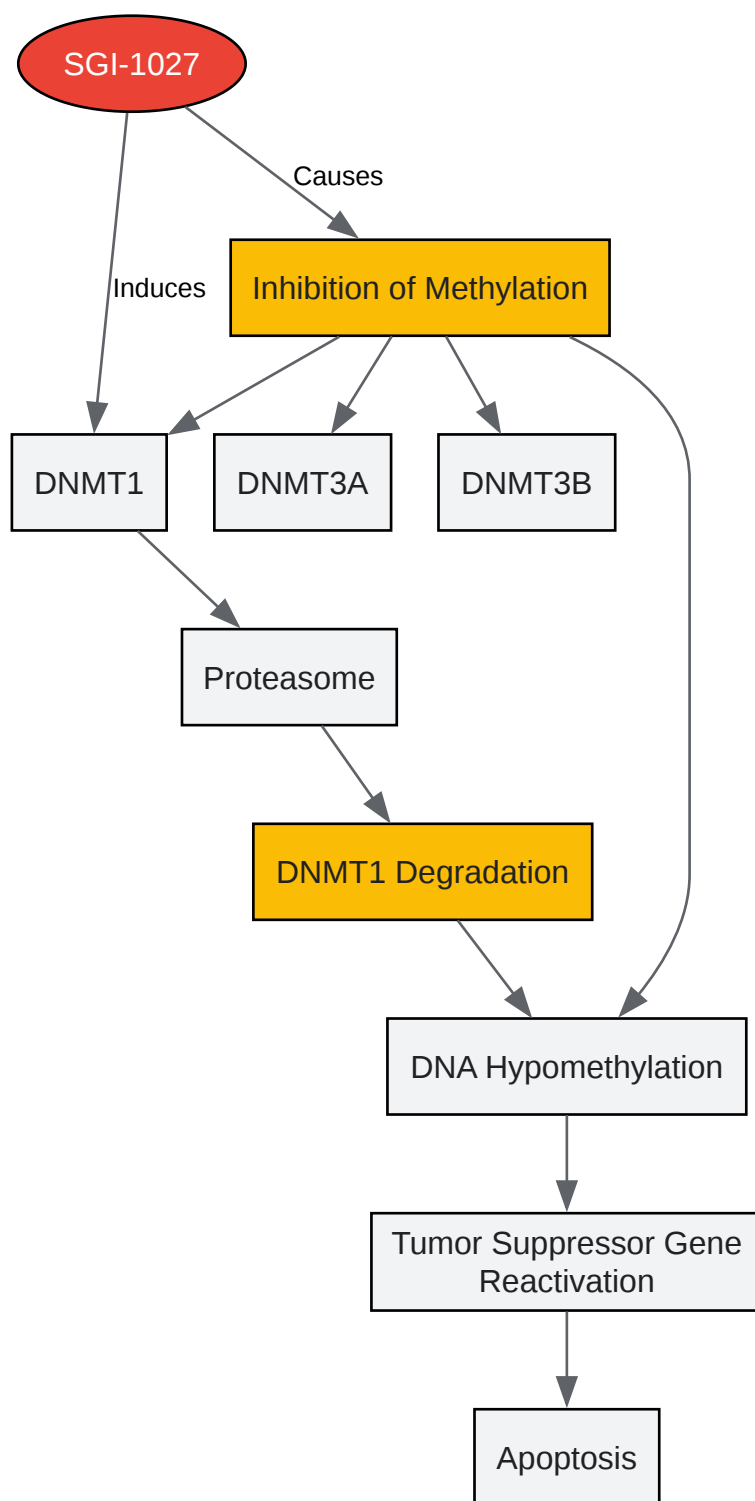 SGI-1027
Causes
Inhibition of Methylation
Induces
DNMT1
DNMT3A
DNMT3B
Proteasome
DNMT1 Degradation
DNA Hypomethylation
Tumor Suppressor Gene
Reactivation
Apoptosis